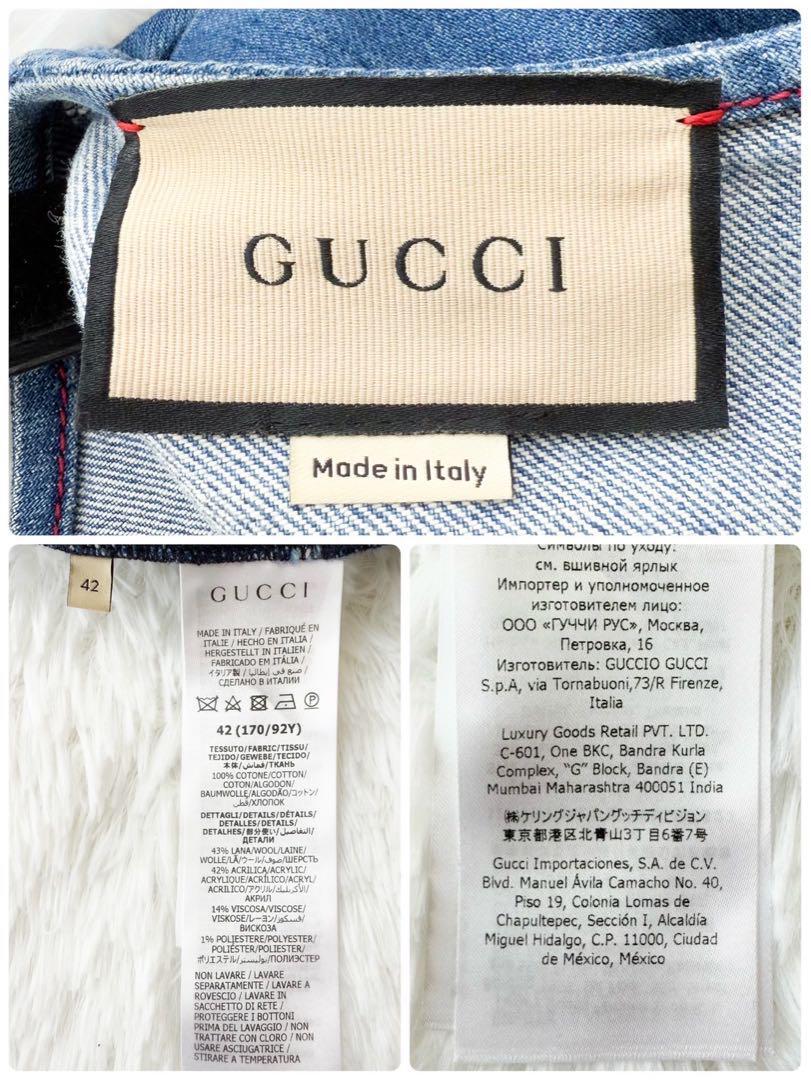 GUCCI
Made in Italy
42
GUCCI
MADE IN ITALY / FABRIQUÉ EN
ITALIE / HECHO EN ITALIA /
HERGESTELLT IN ITALIEN /
FABRICADO EM ITÁLIA /
イタリア製 / صنع في إيطاليا /
СДЕЛАНО В ИТАЛИИ
42 (170/92Y)
TESSUTO/FABRIC/TISSU/
TEJIDO/GEWEBE/TECIDO/
本体/قماش/ТКАНЬ
100% COTONE/COTTON/
COTON/ALGODON/
BAUMWOLLE/ALGODÃO/コットン/
قطن/ХЛОПОК
DETTAGLI/DETAILS/DÉTAILS/
DETALLES/DETAILS/
DETALHES/部分使い/التفاصيل/
ДЕТАЛИ
43% LANA/WOOL/LAINE/
WOLLE/LÃ/ウール/صوف/ШЕРСТЬ
42% ACRILICA/ACRYLIC/
ACRYLIQUE/ACRÍLICO/ACRYL/
ACRILICO/アクリル/الأكريليك/
АКРИЛ
14% VISCOSA/VISCOSE/
VISKOSE/レーヨン/فسكوز/
ВИСКОЗА
1% POLIESTERE/POLYESTER/
POLIÉSTER/POLIESTER/
ポリエステル/بوليستر/ПОЛИЭСТЕР
NON LAVARE / LAVARE
SEPARATAMENTE / LAVARE A
ROVESCIO / LAVARE IN
SACCHETTO DI RETE /
PROTEGGERE I BOTTONI
PRIMA DEL LAVAGGIO / NON
TRATTARE CON CLORO / NON
USARE ASCIUGATRICE /
STIRARE A TEMPERATURA
Символы по уходу:
см. вшивной ярлык
Импортер и уполномоченное
изготовителем лицо:
ООО «ГУЧЧИ РУС», Москва,
Петровка, 16
Изготовитель: GUCCIO GUCCI
S.p.A, via Tornabuoni,73/R Firenze,
Italia
Luxury Goods Retail PVT. LTD.
C-601, One BKC, Bandra Kurla
Complex, “G” Block, Bandra (E)
Mumbai Maharashtra 400051 India
㈱ケリングジャパングッチディビジョン
東京都港区北青山3丁目6番7号
Gucci Importaciones, S.A. de C.V.
Blvd. Manuel Ávila Camacho No. 40,
Piso 19, Colonia Lomas de
Chapultepec, Sección I, Alcaldía
Miguel Hidalgo, C.P. 11000, Ciudad
de México, México